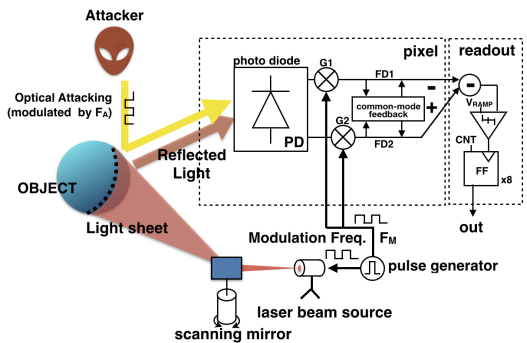 Attacker
Optical Attacking
(modulated by FA)
OBJECT
Reflected
Light
Light sheet
photo diode
PD
G1
G2
FD1
FD2
common-mode
feedback
pixel
readout
-
+
-
VRAMP
CNT
FF
x8
out
Modulation Freq.
FM
pulse generator
laser beam source
scanning mirror